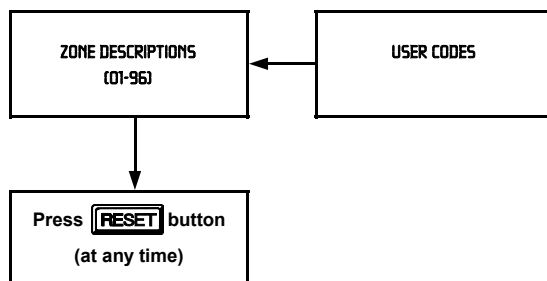 ZONE DESCRIPTIONS
(01-96)
USER CODES
Press RESET button
(at any time)